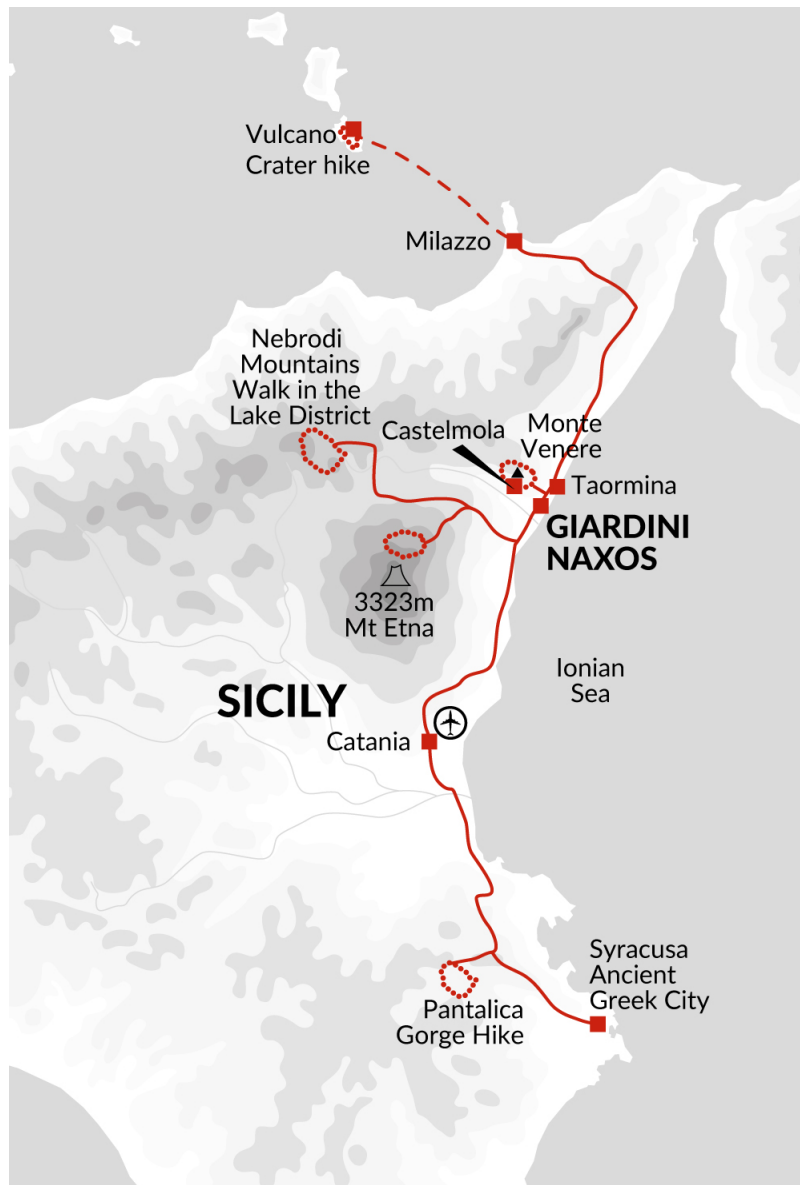 Vulcano
Crater hike
Milazzo
Nebrodi
Mountains
Walk in the
Lake District
Castelmola
Monte
Venere
Taormina
GIARDINI
NAXOS
3323m
Mt Etna
Ionian
Sea
SICILY
Catania
Syracusa
Ancient
Greek City
Pantalica
Gorge Hike